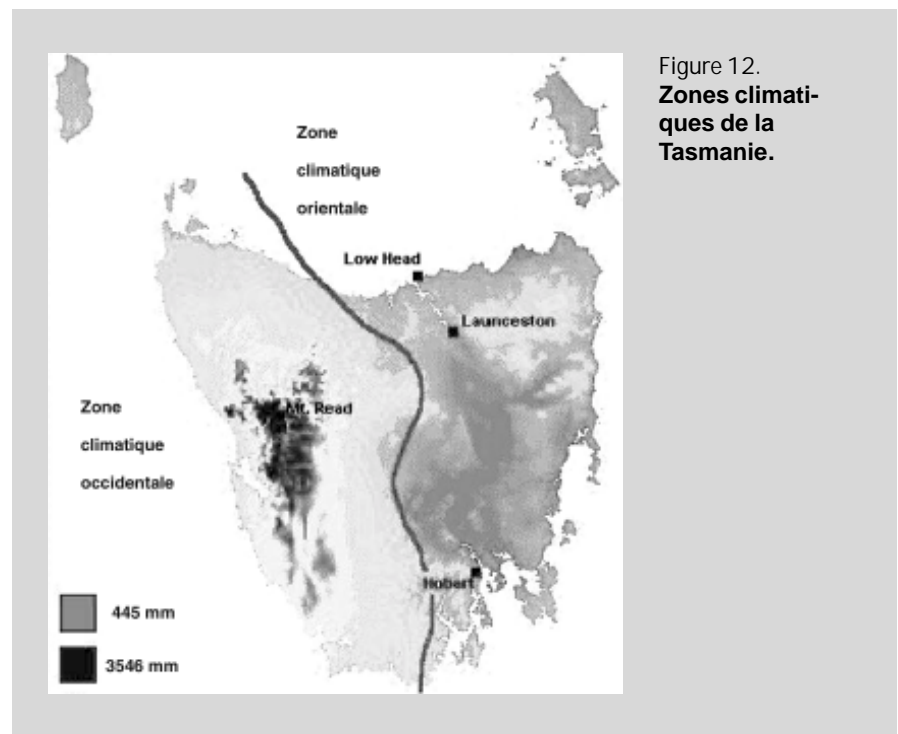 Figure 12.
Zones climati-
ques de la
Tasmanie.
Zone
climatique
orientale
Low Head
Launceston
Mt. Read
Zone
climatique
occidentale
Hobart
445 mm
3546 mm